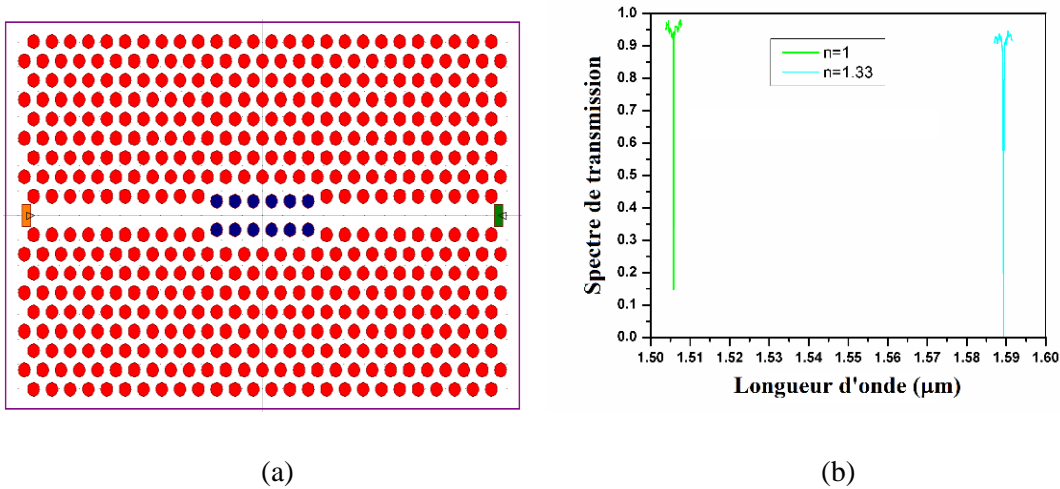 1.0
0.9
0.8
0.7
0.6
0.5
0.4
0.3
0.2
0.1
0.0
Spectre de transmission
n=1
n=1.33
1.50 1.51 1.52 1.53 1.54 1.55 1.56 1.57 1.58 1.59 1.60
Longueur d'onde (μm)
(a)
(b)